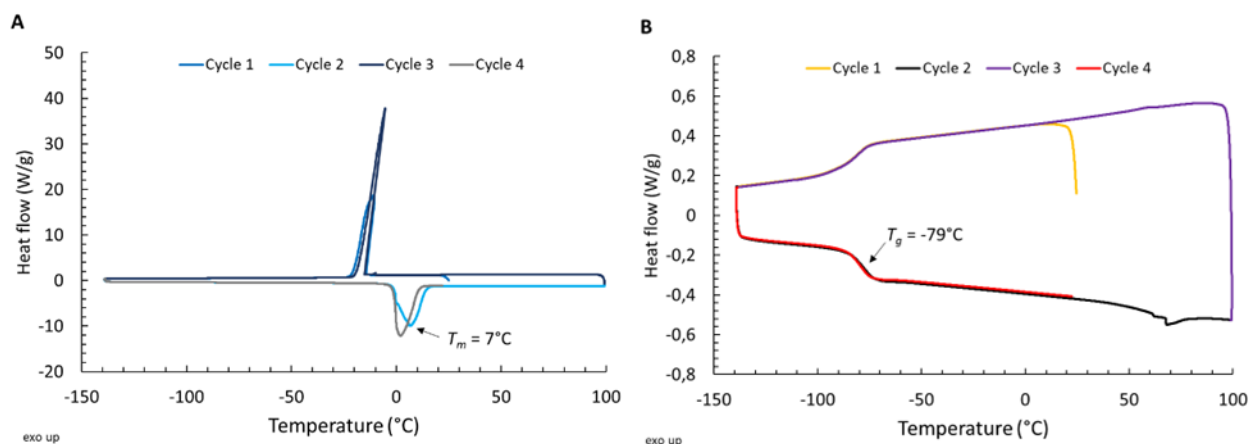 A
Cycle 1 Cycle 2 Cycle 3 Cycle 4
50
40
30
20
10
0
-10
-20
Heat flow (W/g)
T_m = 7°C
-150 -100 -50 0 50 100
Temperature (°C)
exo up
B
Cycle 1 Cycle 2 Cycle 3 Cycle 4
0,8
0,6
0,4
0,2
0
-0,2
-0,4
-0,6
-0,8
Heat flow (W/g)
T_g = -79°C
-150 -100 -50 0 50 100
Temperature (°C)
exo up